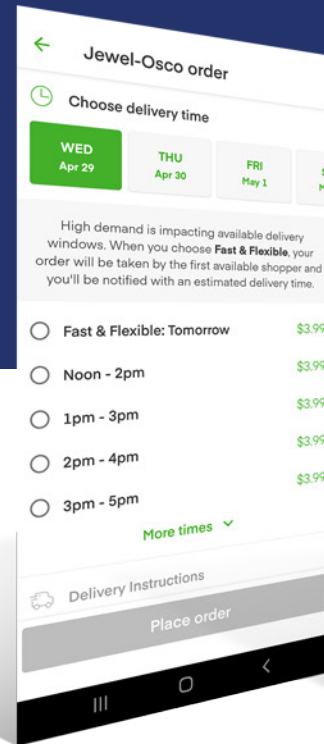 Jewel-Osco order
Choose delivery time
WED
Apr 29
THU
Apr 30
FRI
May 1
High demand is impacting available delivery
windows. When you choose Fast & Flexible, your
order will be taken by the first available shopper and
you'll be notified with an estimated delivery time.
Fast & Flexible: Tomorrow $3.99
Noon - 2pm $3.99
1pm - 3pm $3.99
2pm - 4pm $3.99
3pm - 5pm $3.99
More times
Delivery Instructions
Place order